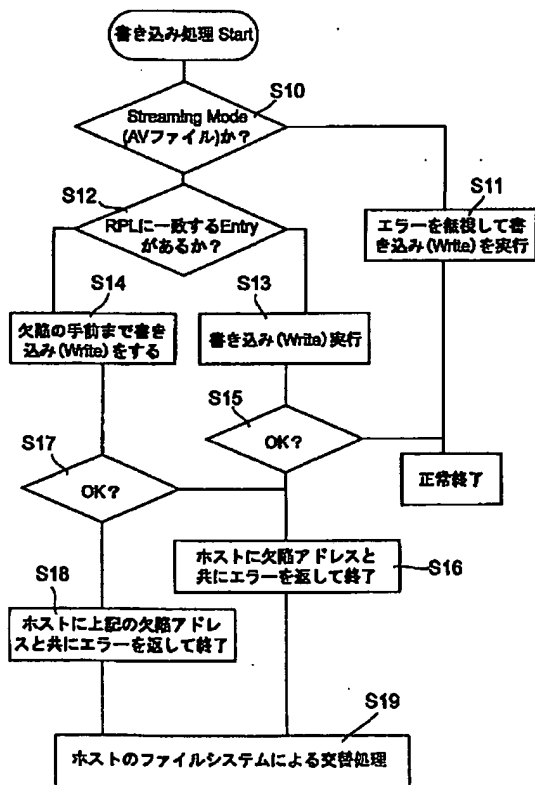 書き込み処理 Start
S10
Streaming Mode
(AVファイル)か？
S12
S11
RPLに一致するEntry
があるか？
エラーを無視して書
き込み(Write)を実行
S14
S13
欠陥の手前まで書き
込み(Write)をする
書き込み(Write)実行
S15
S17
OK？
OK？
正常終了
ホストに欠陥アドレスと
共にエラーを返して終了
S16
S18
ホストに上記の欠陥アドレ
スと共にエラーを返して終了
S19
ホストのファイルシステムによる交替処理